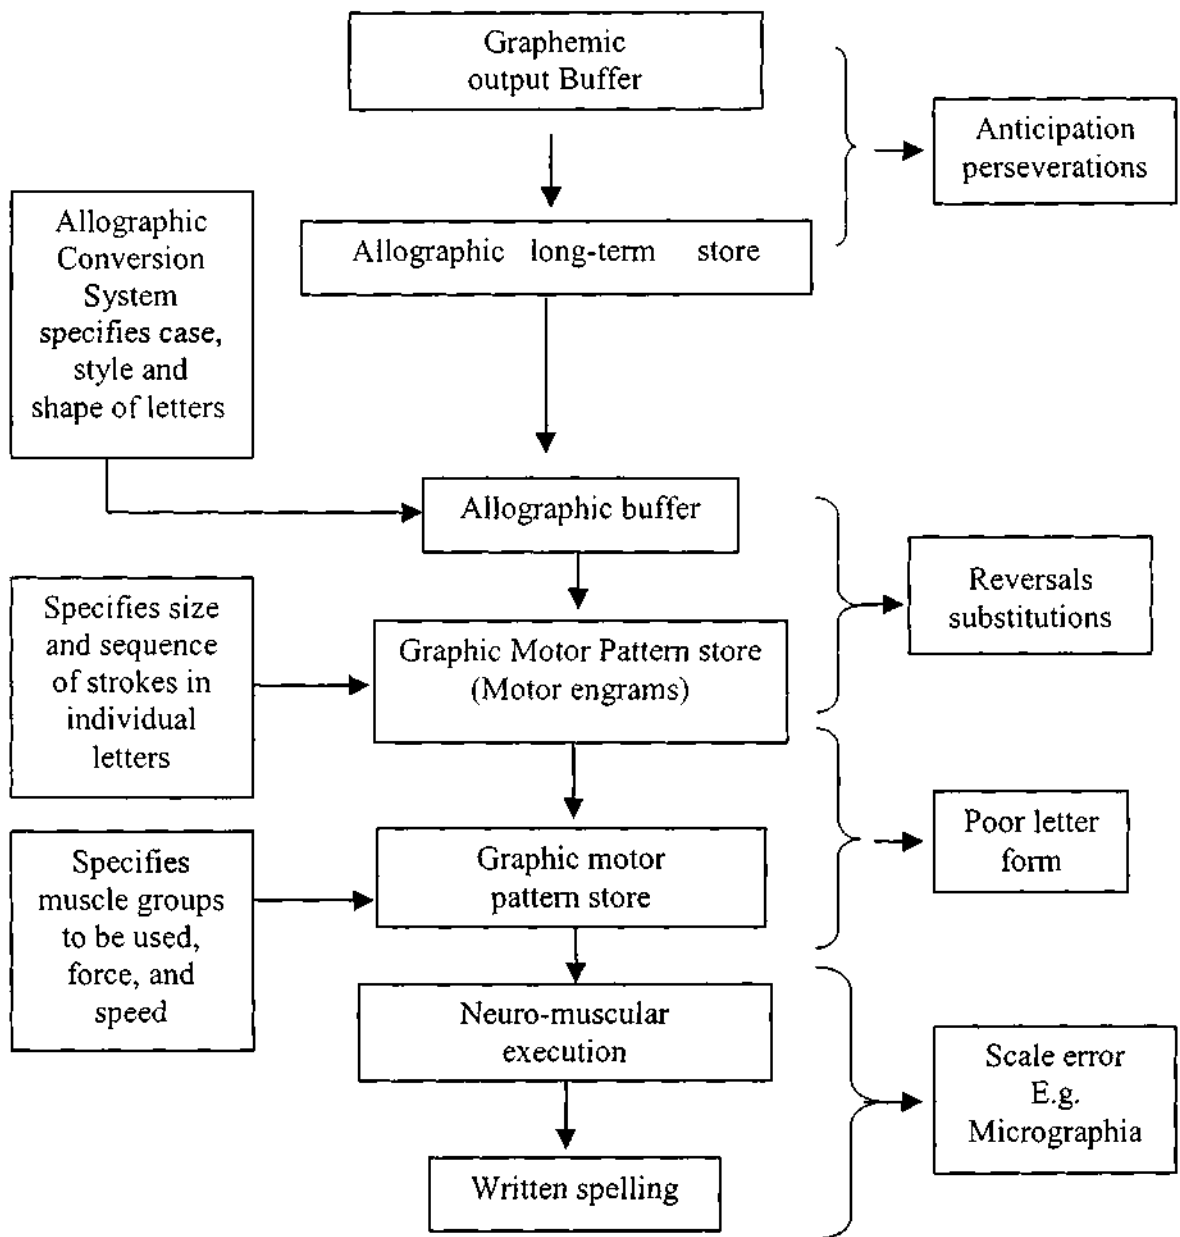 Graphemic
output Buffer
Anticipation
perseverations
Allographic
Conversion
System
specifies case,
style and
shape of letters
Allographic long-term store
Allographic buffer
Reversals
substitutions
Specifies size
and sequence
of strokes in
individual
letters
Graphic Motor Pattern store
(Motor engrams)
Poor letter
form
Specifies
muscle groups
to be used,
force, and
speed
Graphic motor
pattern store
Neuro-muscular
execution
Scale error
E.g.
Micrographia
Written spelling